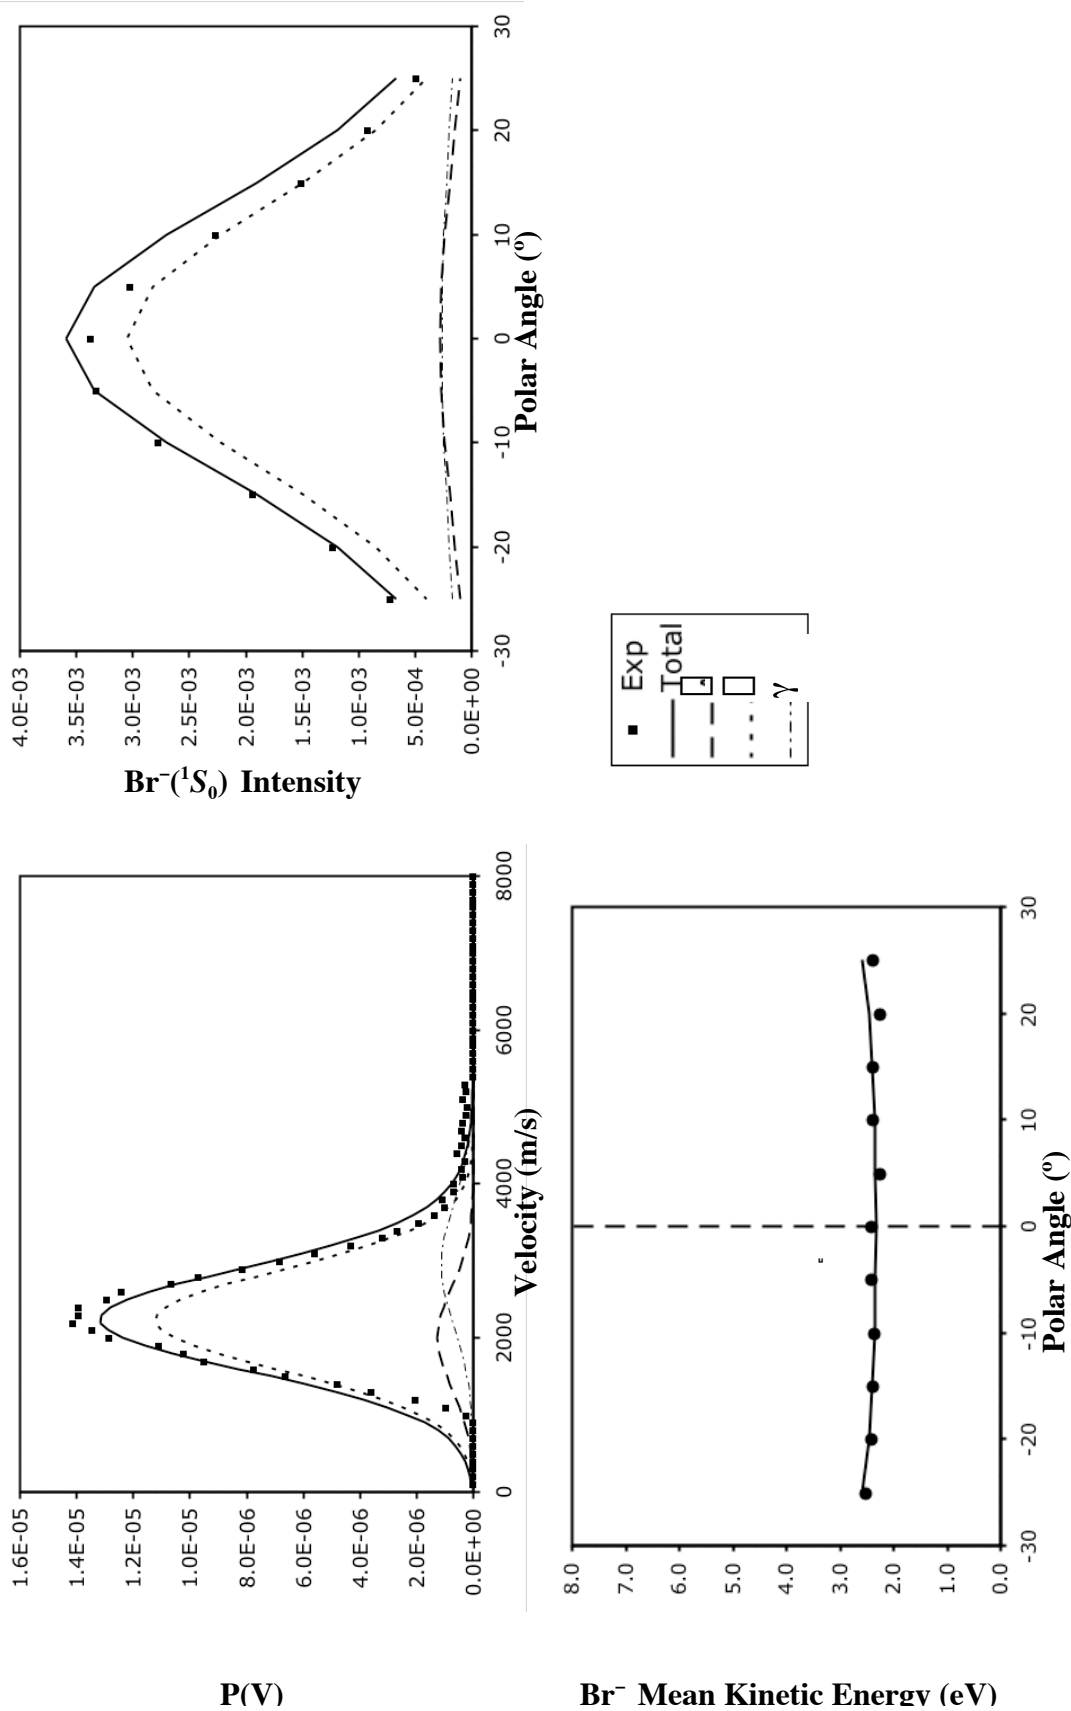 4.0E-03
3.5E-03
3.0E-03
2.5E-03
2.0E-03
1.5E-03
1.0E-03
5.0E-04
0.0E+00
-30
-20
-10
0
10
20
30
Polar Angle (º)
Br⁻(¹S₀) Intensity
Exp
Total
γ
1.6E-05
1.4E-05
1.2E-05
1.0E-05
8.0E-06
6.0E-06
4.0E-06
2.0E-06
0.0E+00
0
2000
4000
6000
8000
Velocity (m/s)
P(V)
8.0
7.0
6.0
5.0
4.0
3.0
2.0
1.0
0.0
-30
-20
-10
0
10
20
30
Polar Angle (º)
Br⁻ Mean Kinetic Energy (eV)